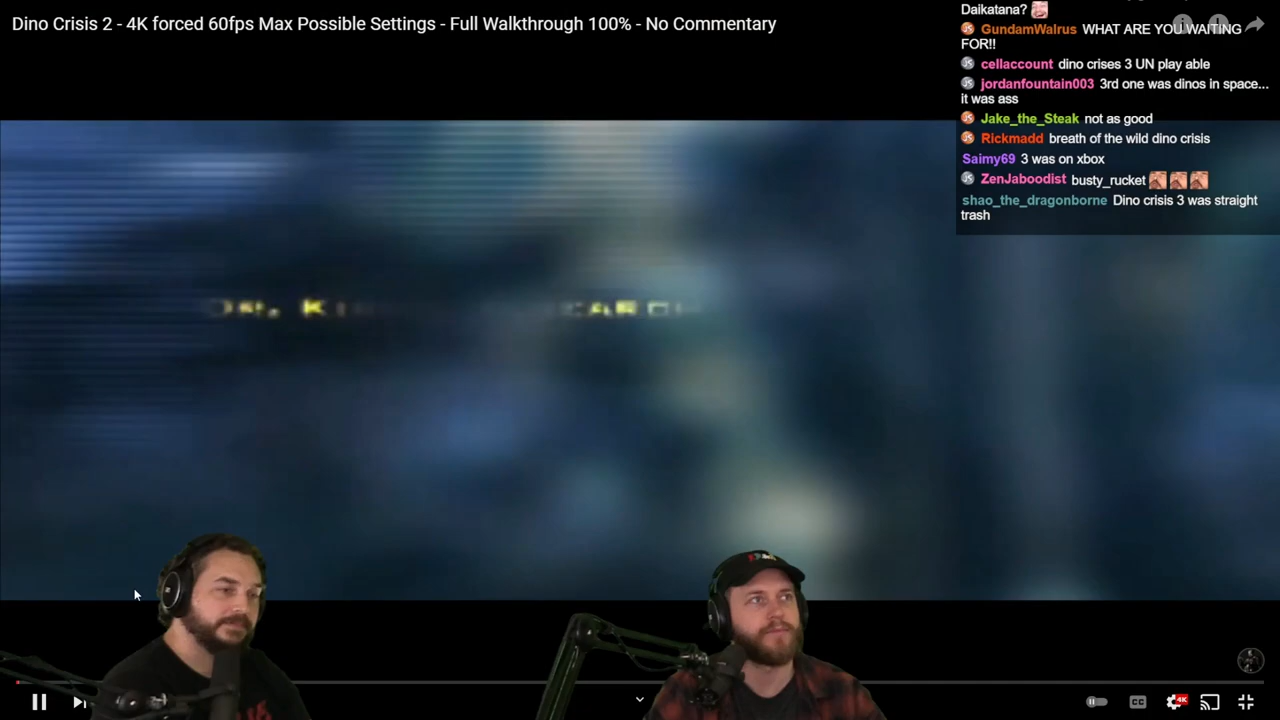 Dino Crisis 2 - 4K forced 60fps Max Possible Settings - Full Walkthrough 100% - No Commentary
Daikatana?
GundamWalrus WHAT ARE YOU WAITING
FOR!!
cellaccount dino crises 3 UN play able
jordanfountain003 3rd one was dinos in space...
it was ass
Jake_the_Steak not as good
Rickmadd breath of the wild dino crisis
Saimy69 3 was on xbox
ZenJaboodist busty_rucket
shao_the_dragonborne Dino crisis 3 was straight
trash
CC
4K